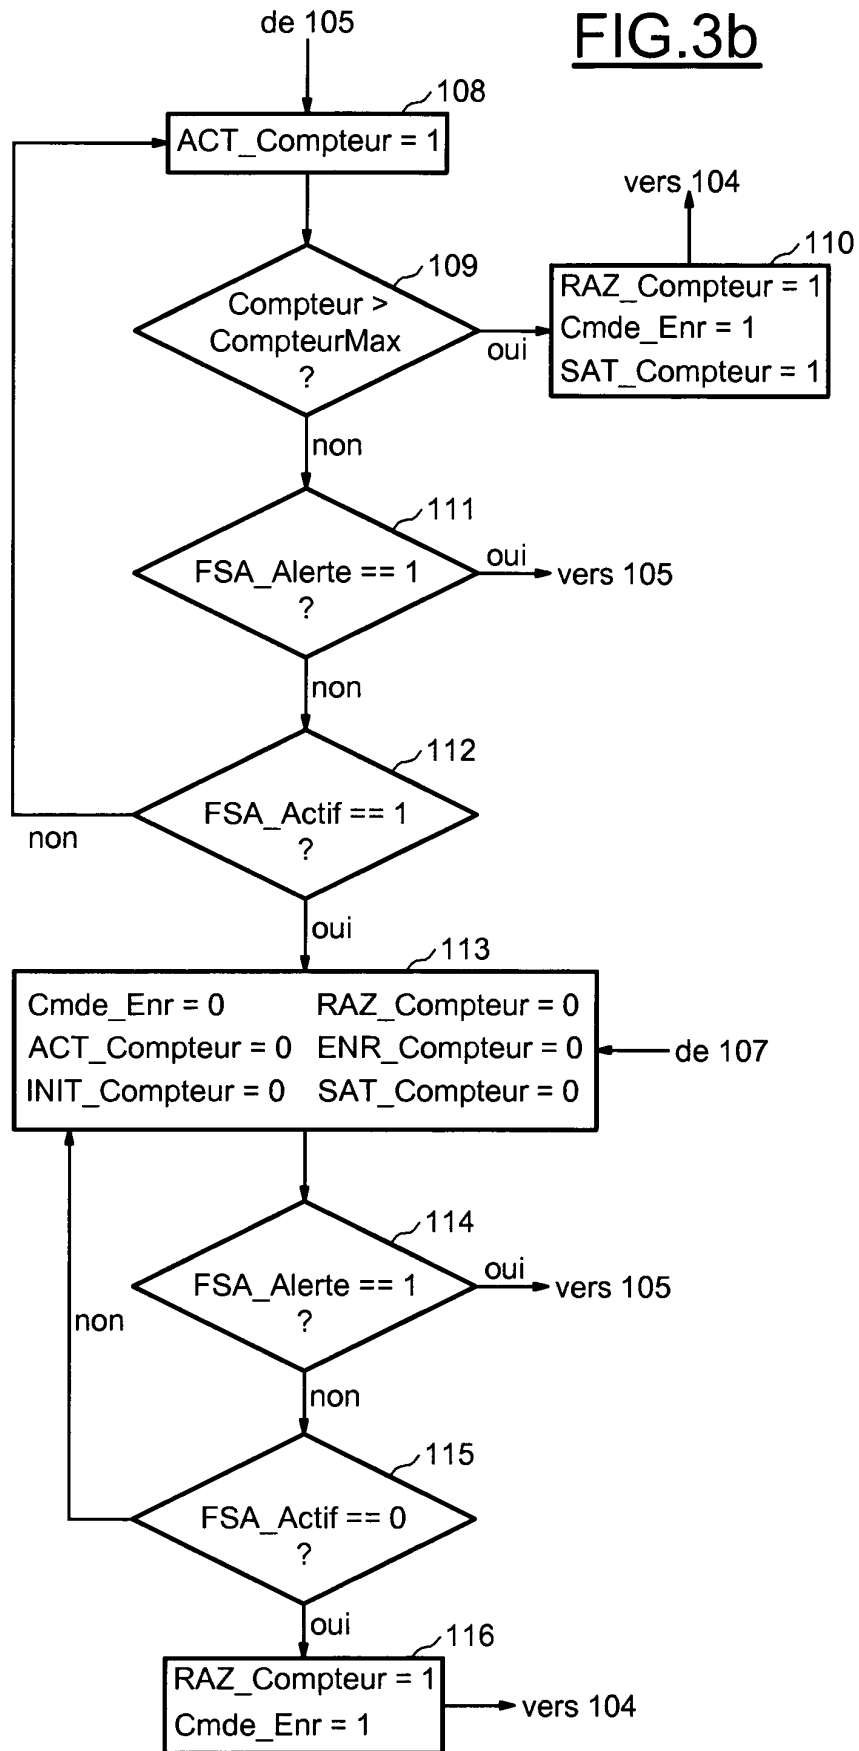 de 105
FIG.3b
108
ACT_Compteur = 1
vers 104
109
110
Compteur >
CompteurMax
?
oui
RAZ_Compteur = 1
Cmde_Enr = 1
SAT_Compteur = 1
non
111
FSA_Alerte == 1
?
oui
vers 105
non
112
FSA_Actif == 1
?
non
oui
113
Cmde_Enr = 0 RAZ_Compteur = 0
ACT_Compteur = 0 ENR_Compteur = 0
INIT_Compteur = 0 SAT_Compteur = 0
de 107
114
FSA_Alerte == 1
?
oui
vers 105
non
non
115
FSA_Actif == 0
?
oui
116
RAZ_Compteur = 1
Cmde_Enr = 1
vers 104